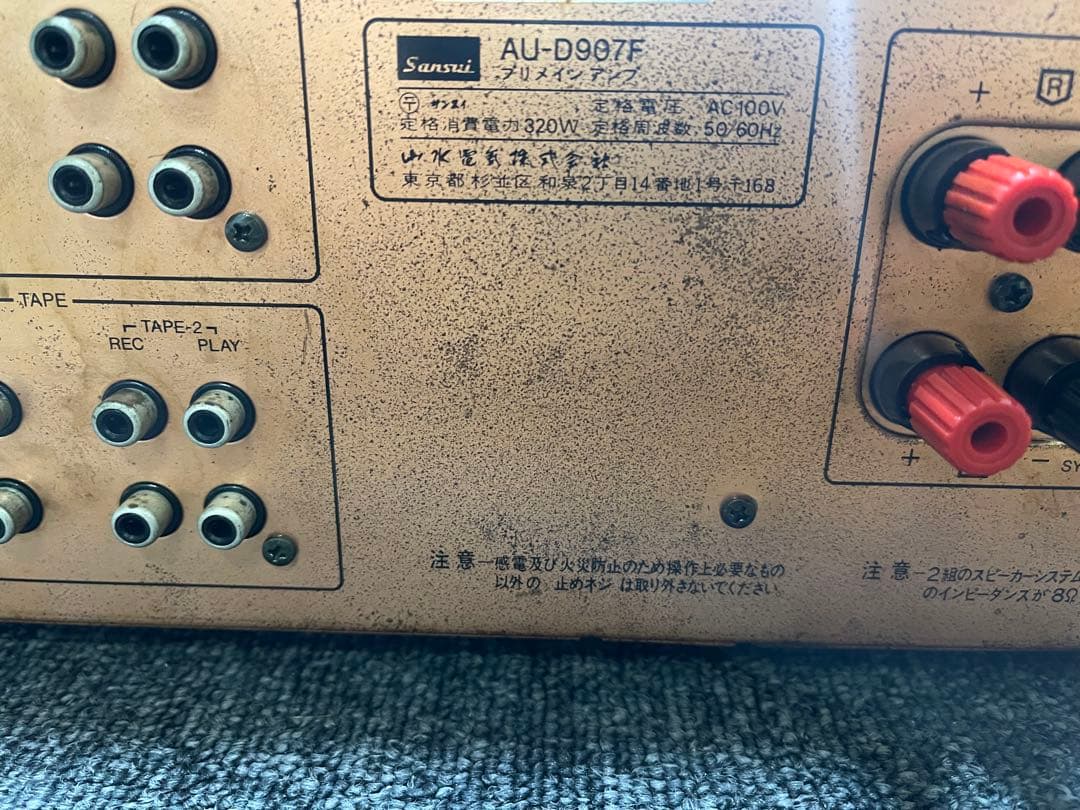 Sansui AU-D907F
プリメインアンプ
〒 サンスイ 定格電圧 AC100V
定格消費電力320W 定格周波数 50/60Hz
山水電気株式会社
東京都杉並区和泉2丁目14番地1号〒168
+ R
TAPE
TAPE-2
REC PLAY
+ − SY
注意—感電及び火災防止のため操作上必要なもの
以外の 止めネジ は取り外さないでください
注意—2組のスピーカーシステム
のインピーダンスが8Ω